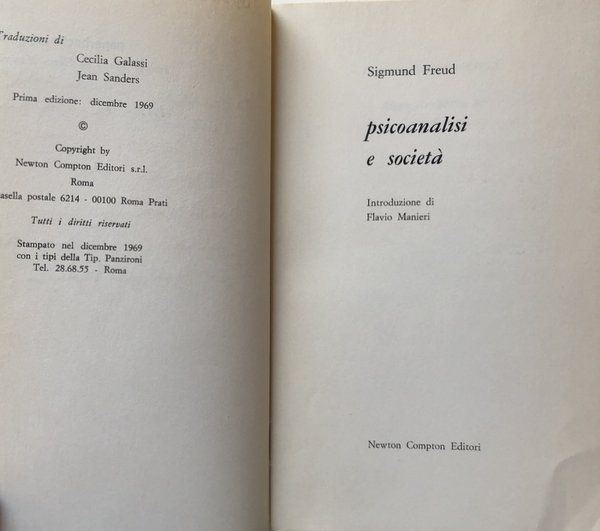 Traduzioni di
Cecilia Galassi
Jean Sanders
Prima edizione: dicembre 1969
©
Copyright by
Newton Compton Editori s.r.l.
Roma
asella postale 6214 - 00100 Roma Prati
Tutti i diritti riservati
Stampato nel dicembre 1969
con i tipi della Tip. Panzironi
Tel. 28.68.55 - Roma
Sigmund Freud
psicoanalisi
e società
Introduzione di
Flavio Manieri
Newton Compton Editori